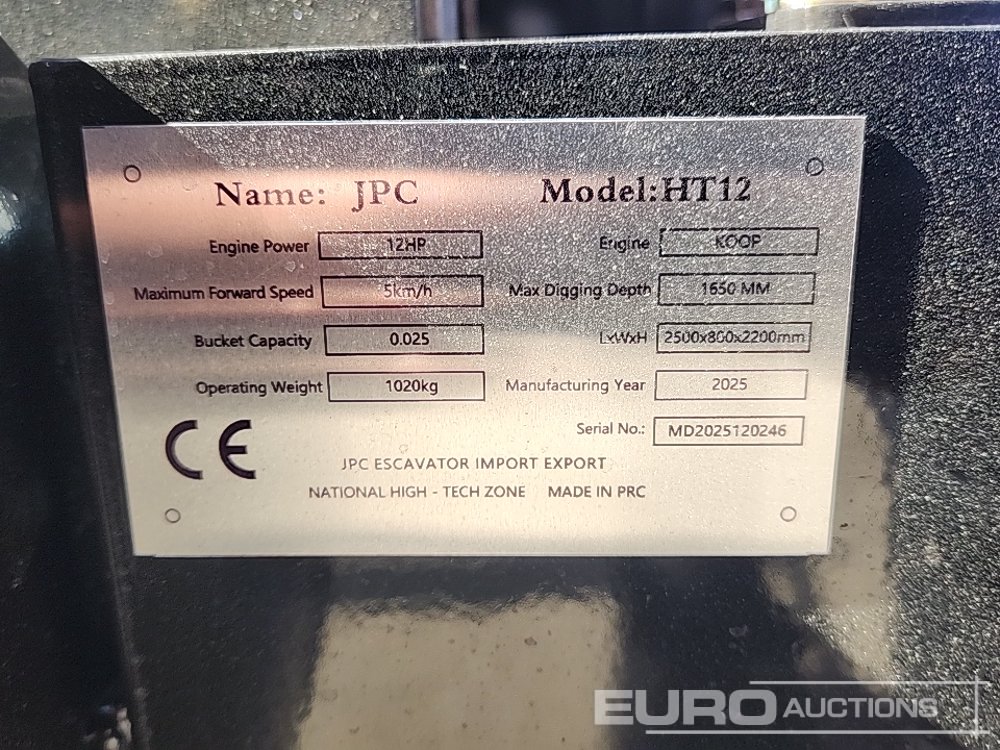 Name: JPC Model:HT12
Engine Power 12HP Engine KOOP
Maximum Forward Speed 5km/h Max Digging Depth 1650 MM
Bucket Capacity 0.025 LxWxH 2500x800x2200mm
Operating Weight 1020kg Manufacturing Year 2025
Serial No.: MD2025120246
CE
JPC ESCAVATOR IMPORT EXPORT
NATIONAL HIGH - TECH ZONE MADE IN PRC
EURO AUCTIONS